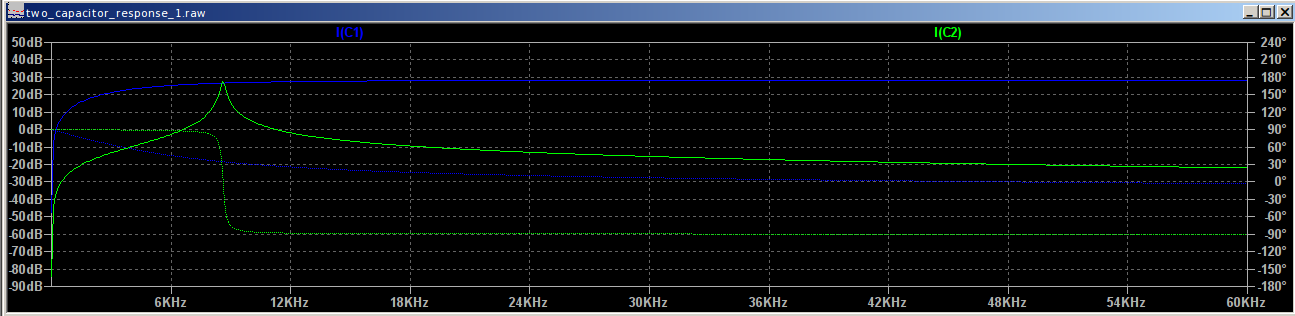 two_capacitor_response_1.raw
I(C1) I(C2)
50dB 240°
40dB 210°
30dB 180°
20dB 150°
10dB 120°
0dB 90°
-10dB 60°
-20dB 30°
-30dB 0°
-40dB -30°
-50dB -60°
-60dB -90°
-70dB -120°
-80dB -150°
-90dB -180°
6KHz 12KHz 18KHz 24KHz 30KHz 36KHz 42KHz 48KHz 54KHz 60KHz